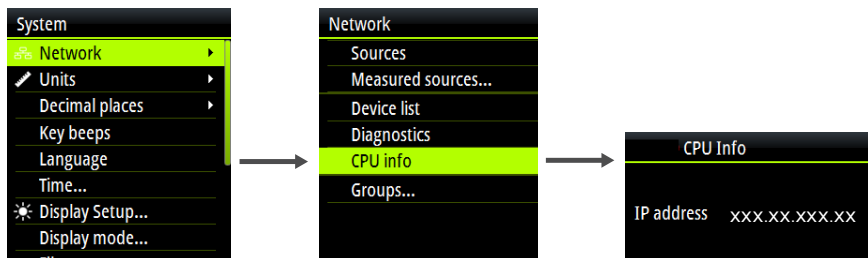 System
Network
Units
Decimal places
Key beeps
Language
Time...
Display Setup...
Display mode...
Network
Sources
Measured sources...
Device list
Diagnostics
CPU info
Groups...
CPU Info
IP address xxx.xx.xxx.xx